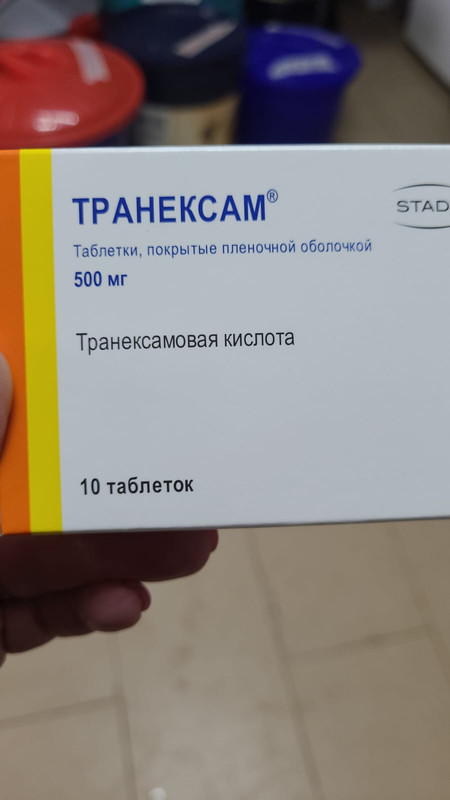 ТРАНЕКСАМ®
STAD
Таблетки, покрытые пленочной оболочкой
500 мг
Транексамовая кислота
10 таблеток